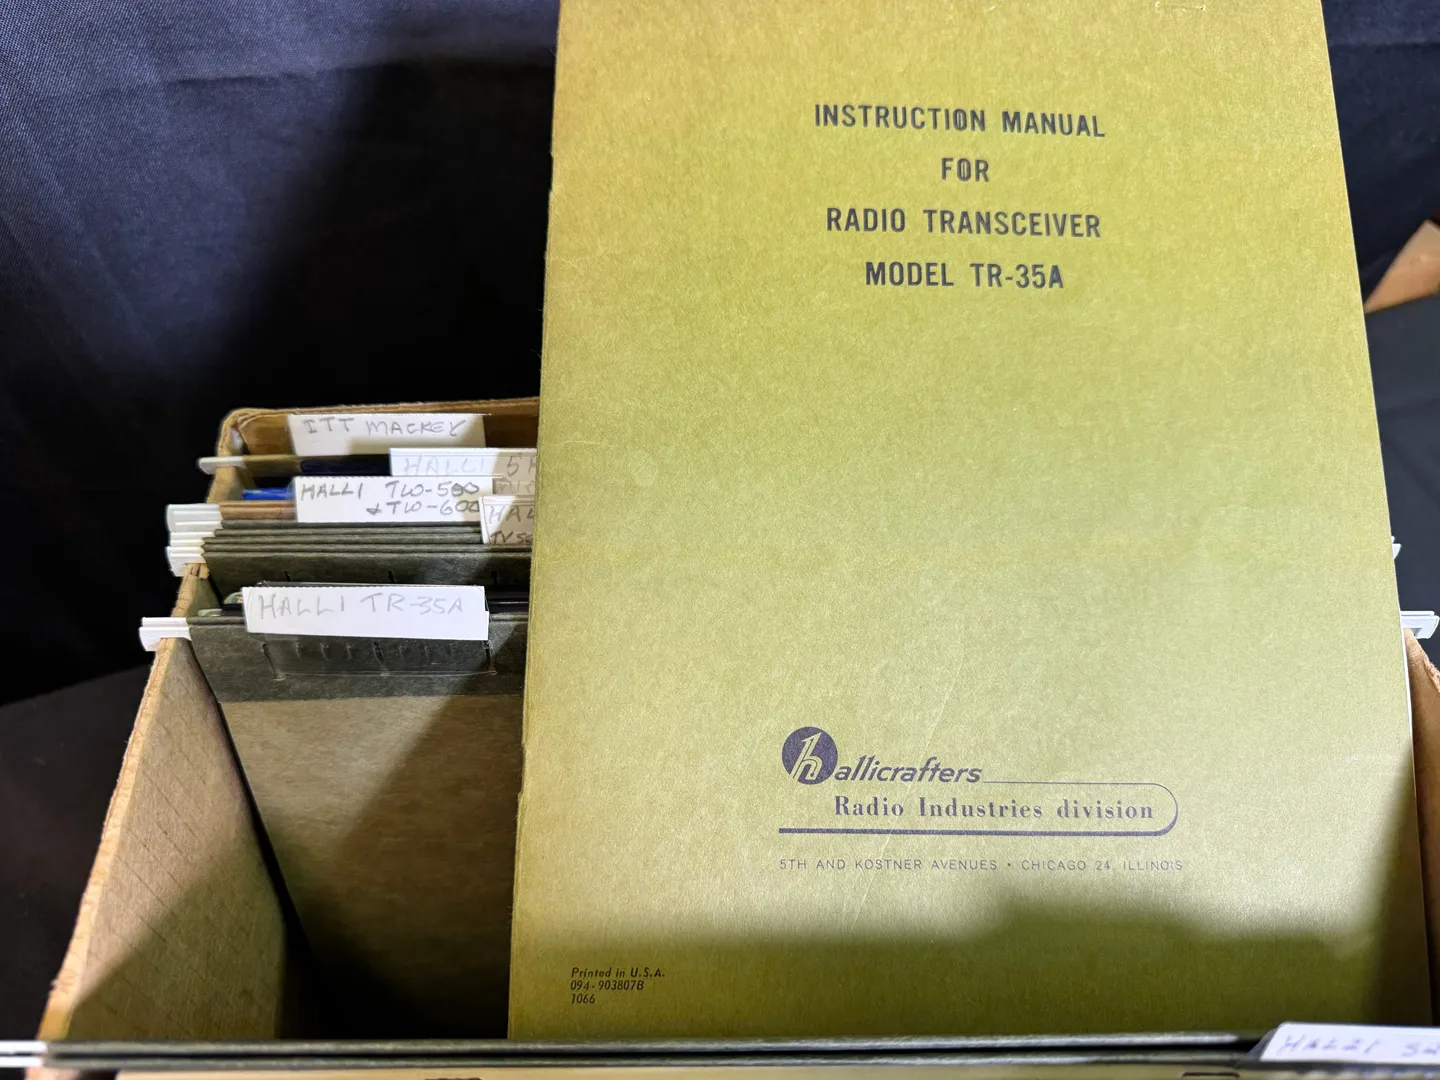 INSTRUCTION MANUAL
FOR
RADIO TRANSCEIVER
MODEL TR-35A
ITT MACKEY
HALLI
HALLI TW-500
& TW-600
HALLI TR-35A
hallicrafters
Radio Industries division
5TH AND KOSTNER AVENUES • CHICAGO 24, ILLINOIS
Printed in U.S.A.
094-903807B
1066